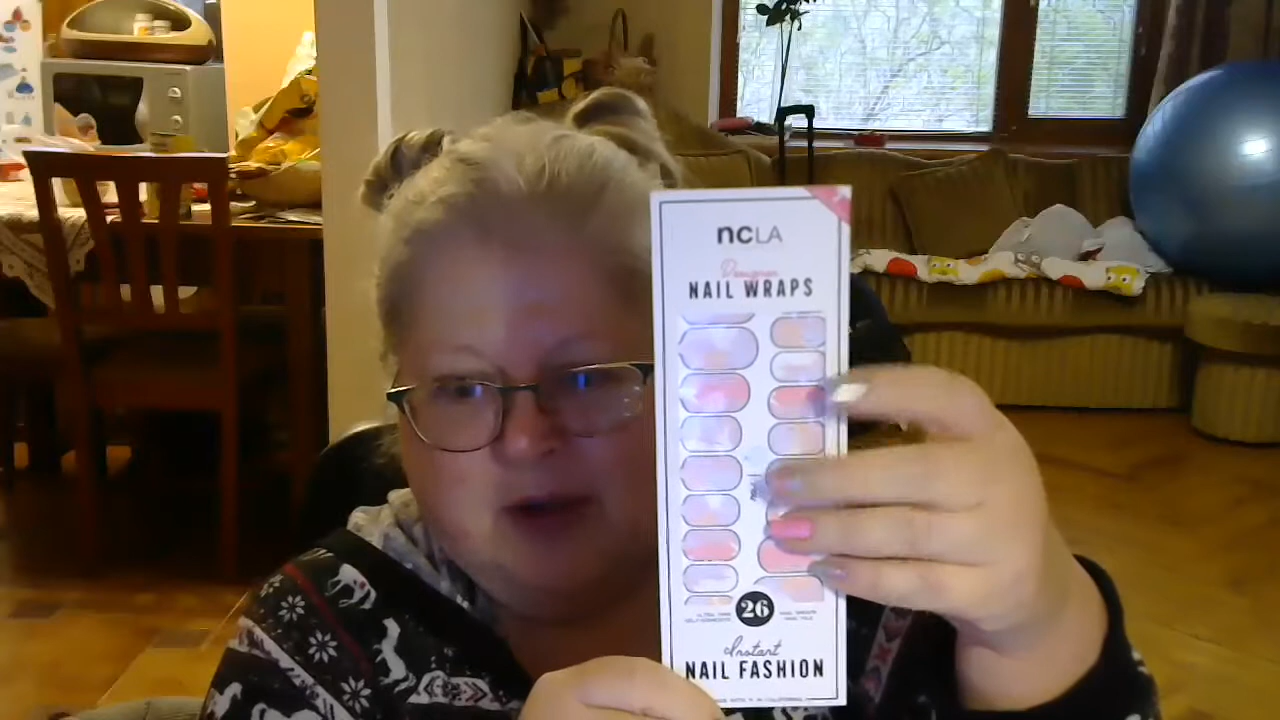 ncLA
Designer
NAIL WRAPS
26
Instant
NAIL FASHION